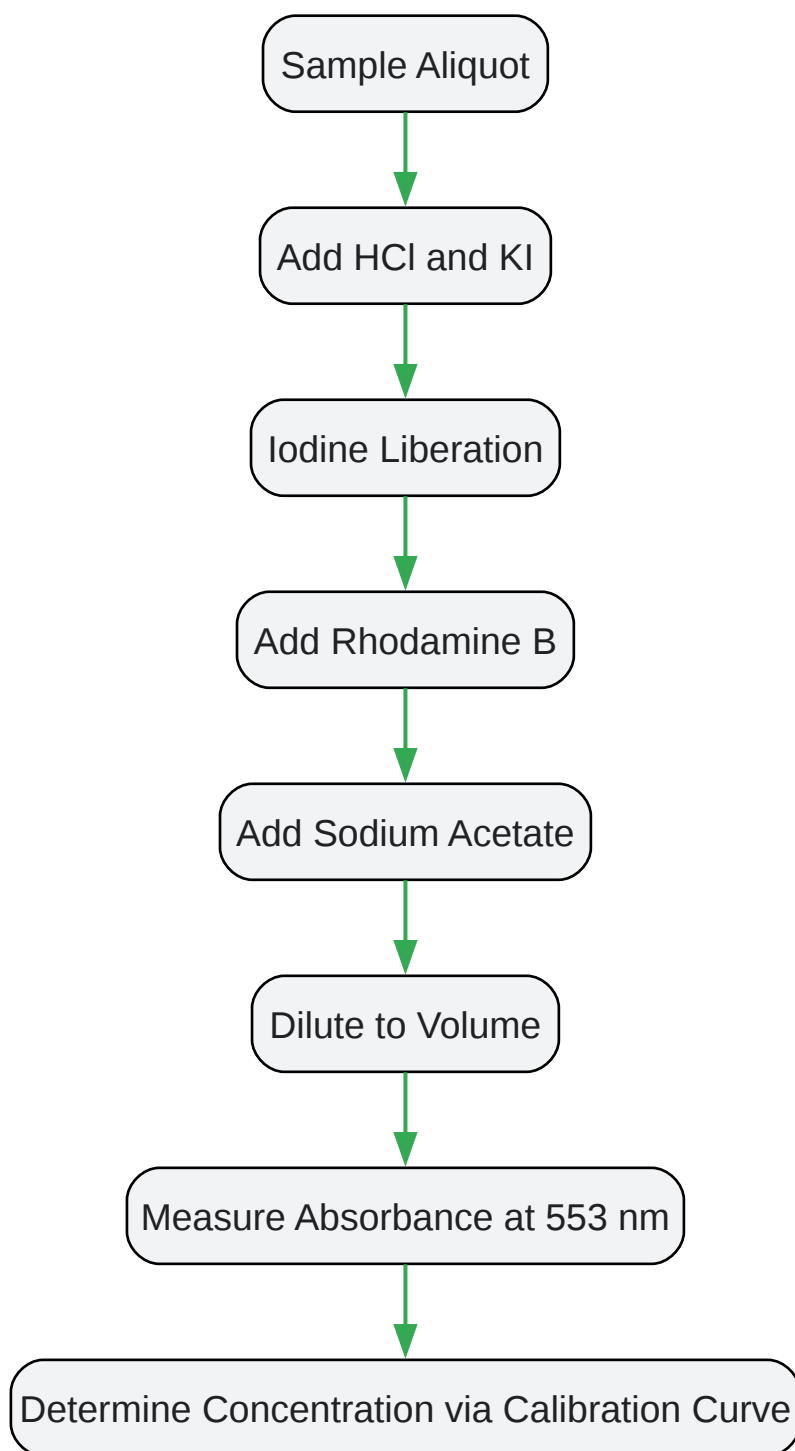 Sample Aliquot
Add HCl and KI
Iodine Liberation
Add Rhodamine B
Add Sodium Acetate
Dilute to Volume
Measure Absorbance at 553 nm
Determine Concentration via Calibration Curve